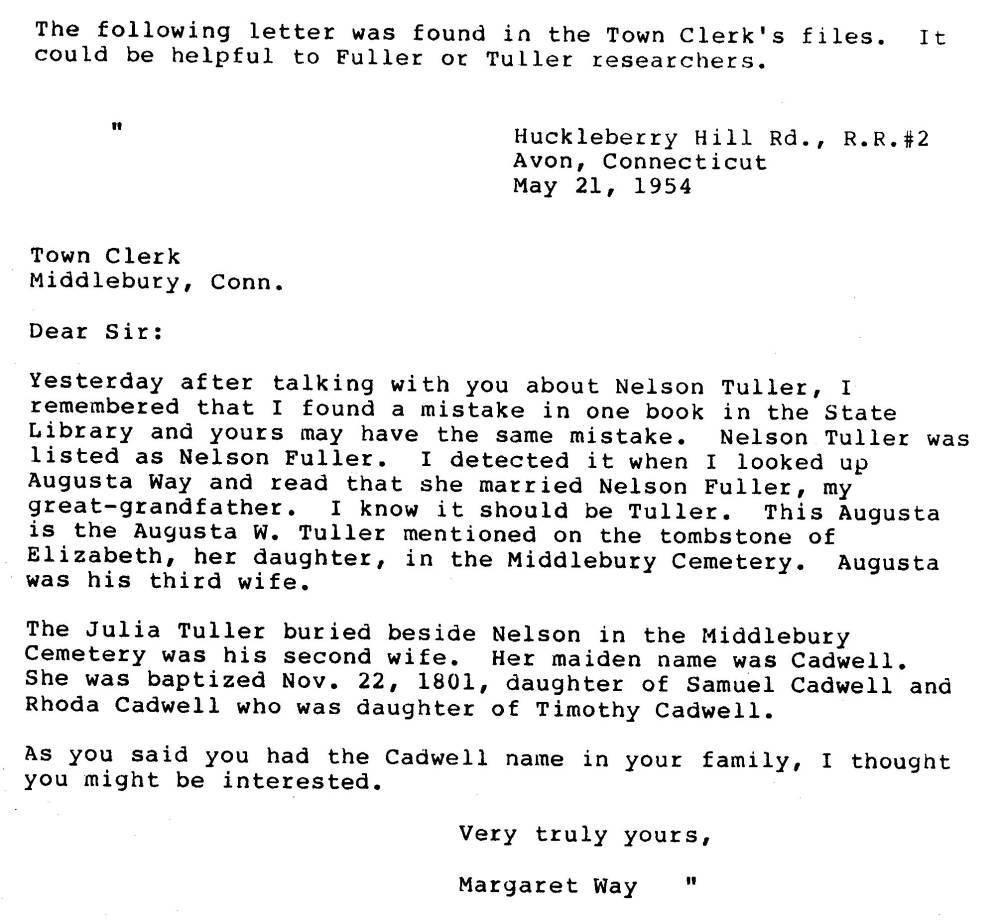 The following letter was found in the Town Clerk's files. It
could be helpful to Fuller or Tuller researchers.
"
Huckleberry Hill Rd., R.R.#2
Avon, Connecticut
May 21, 1954
Town Clerk
Middlebury, Conn.
Dear Sir:
Yesterday after talking with you about Nelson Tuller, I
remembered that I found a mistake in one book in the State
Library and yours may have the same mistake. Nelson Tuller was
listed as Nelson Fuller. I detected it when I looked up
Augusta Way and read that she married Nelson Fuller, my
great-grandfather. I know it should be Tuller. This Augusta
is the Augusta W. Tuller mentioned on the tombstone of
Elizabeth, her daughter, in the Middlebury Cemetery. Augusta
was his third wife.
The Julia Tuller buried beside Nelson in the Middlebury
Cemetery was his second wife. Her maiden name was Cadwell.
She was baptized Nov. 22, 1801, daughter of Samuel Cadwell and
Rhoda Cadwell who was daughter of Timothy Cadwell.
As you said you had the Cadwell name in your family, I thought
you might be interested.
Very truly yours,
Margaret Way "